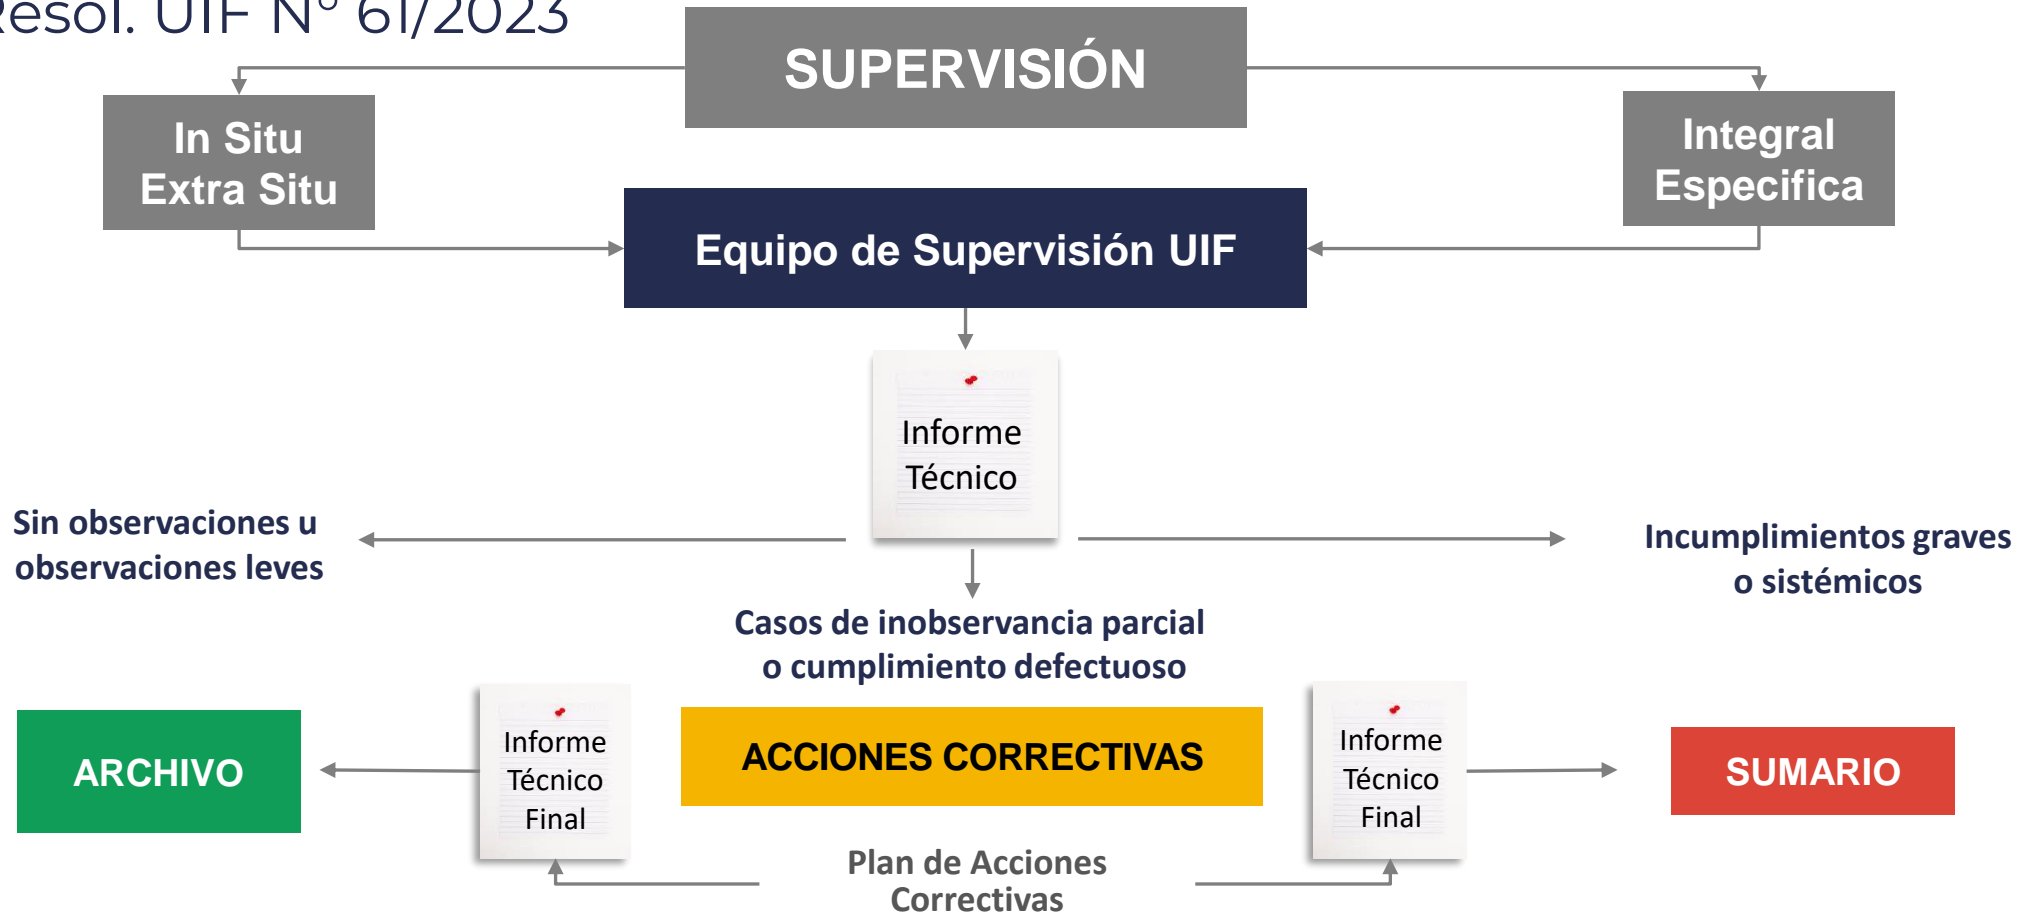 Resol. UIF Nº 61/2023
SUPERVISIÓN
In Situ
Extra Situ
Integral
Especifica
Equipo de Supervisión UIF
Informe
Técnico
Sin observaciones u
observaciones leves
Incumplimientos graves
o sistémicos
Casos de inobservancia parcial
o cumplimiento defectuoso
ARCHIVO
Informe
Técnico
Final
ACCIONES CORRECTIVAS
Informe
Técnico
Final
SUMARIO
Plan de Acciones
Correctivas